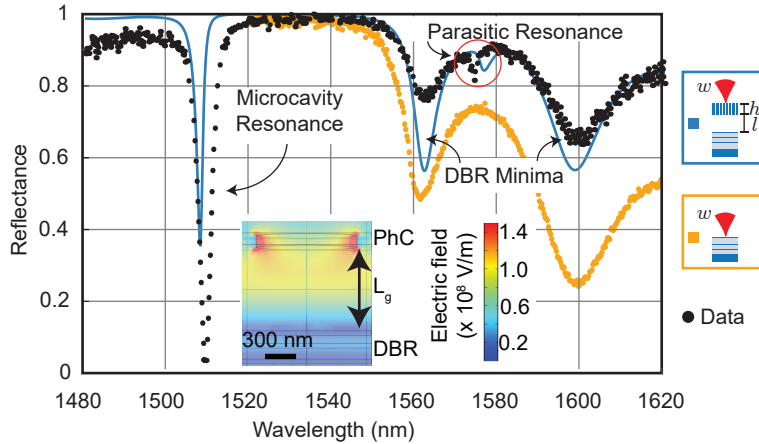 1
0.8
0.6
0.4
0.2
0
Reflectance
1480 1500 1520 1540 1560 1580 1600 1620
Wavelength (nm)
Parasitic Resonance
Microcavity
Resonance
DBR Minima
PhC
L_g
DBR
300 nm
Electric field
(x 10⁸ V/m)
1.4
1.0
0.6
0.2
w
h
l
w
Data